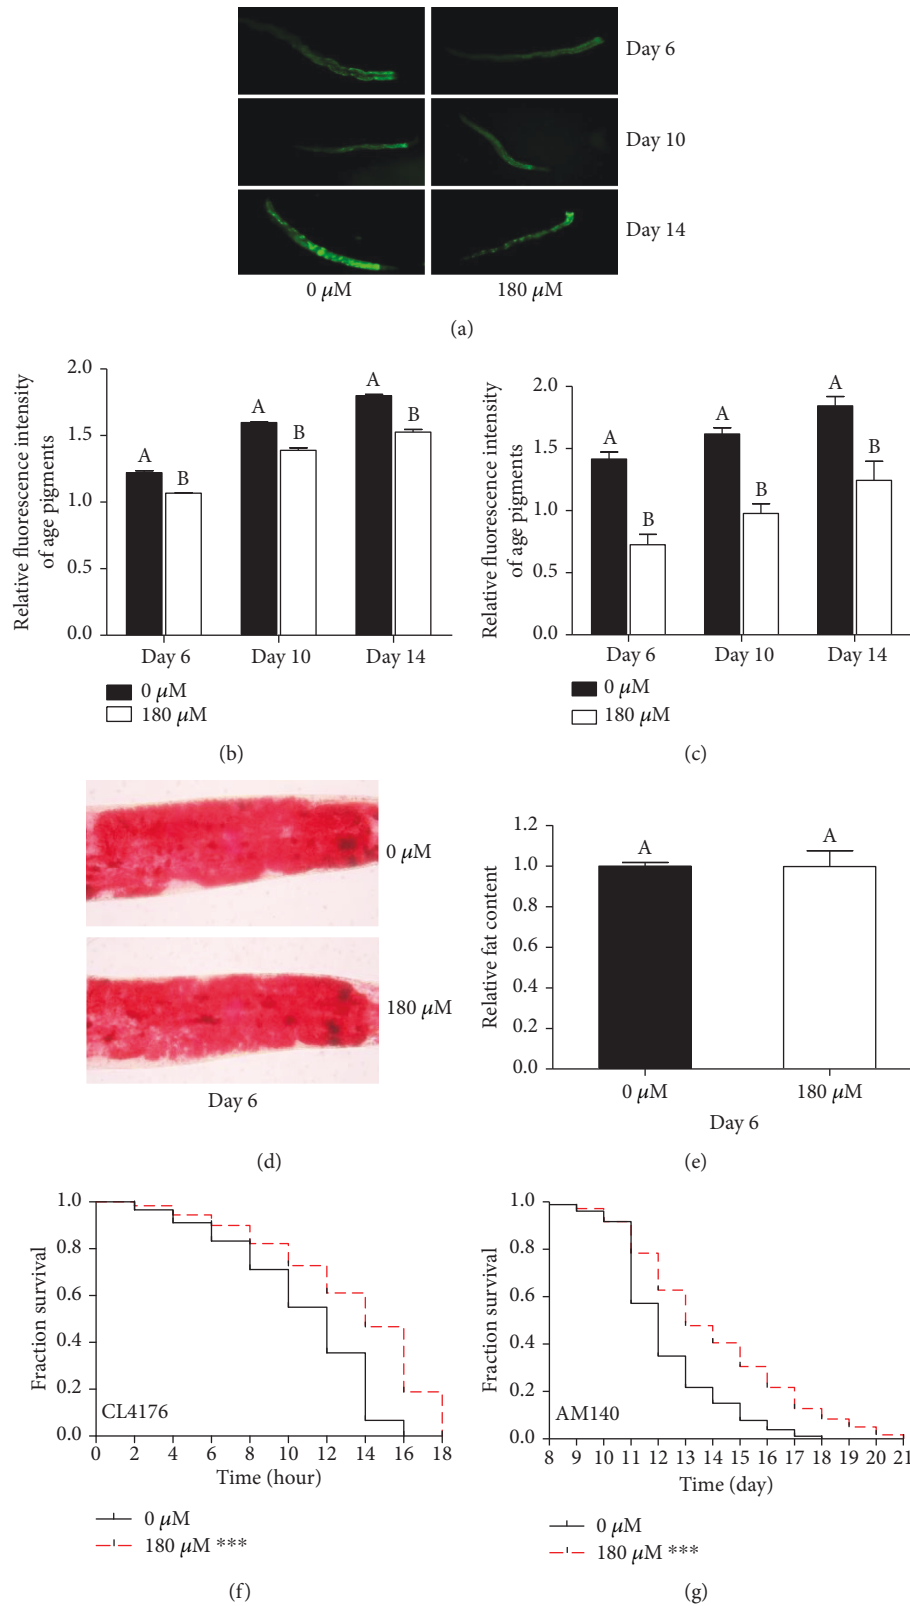 Day 6
Day 10
Day 14
0 μM
180 μM
(a)
Relative fluorescence intensity
of age pigments
2.0
1.5
1.0
0.5
0.0
A
B
A
B
A
B
Day 6
Day 10
Day 14
0 μM
180 μM
(b)
Relative fluorescence intensity
of age pigments
2.0
1.5
1.0
0.5
0.0
A
B
A
B
A
B
Day 6
Day 10
Day 14
0 μM
180 μM
(c)
0 μM
180 μM
Day 6
(d)
Relative fat content
1.2
1.0
0.8
0.6
0.4
0.2
0.0
A
A
0 μM
180 μM
Day 6
(e)
Fraction survival
1.0
0.8
0.6
0.4
0.2
0.0
CL4176
0 2 4 6 8 10 12 14 16 18
Time (hour)
0 μM
180 μM ***
(f)
Fraction survival
1.0
0.8
0.6
0.4
0.2
0.0
AM140
8 9 10 11 12 13 14 15 16 17 18 19 20 21
Time (day)
0 μM
180 μM ***
(g)